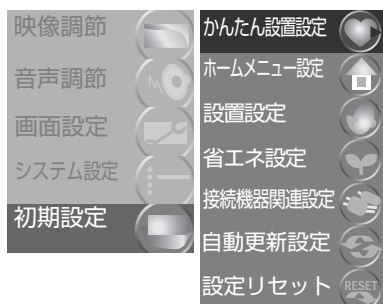 映像調節
音声調節
画面設定
システム設定
初期設定
かんたん設置設定
ホームメニュー設定
設置設定
省エネ設定
接続機器関連設定
自動更新設定
設定リセット
RESET